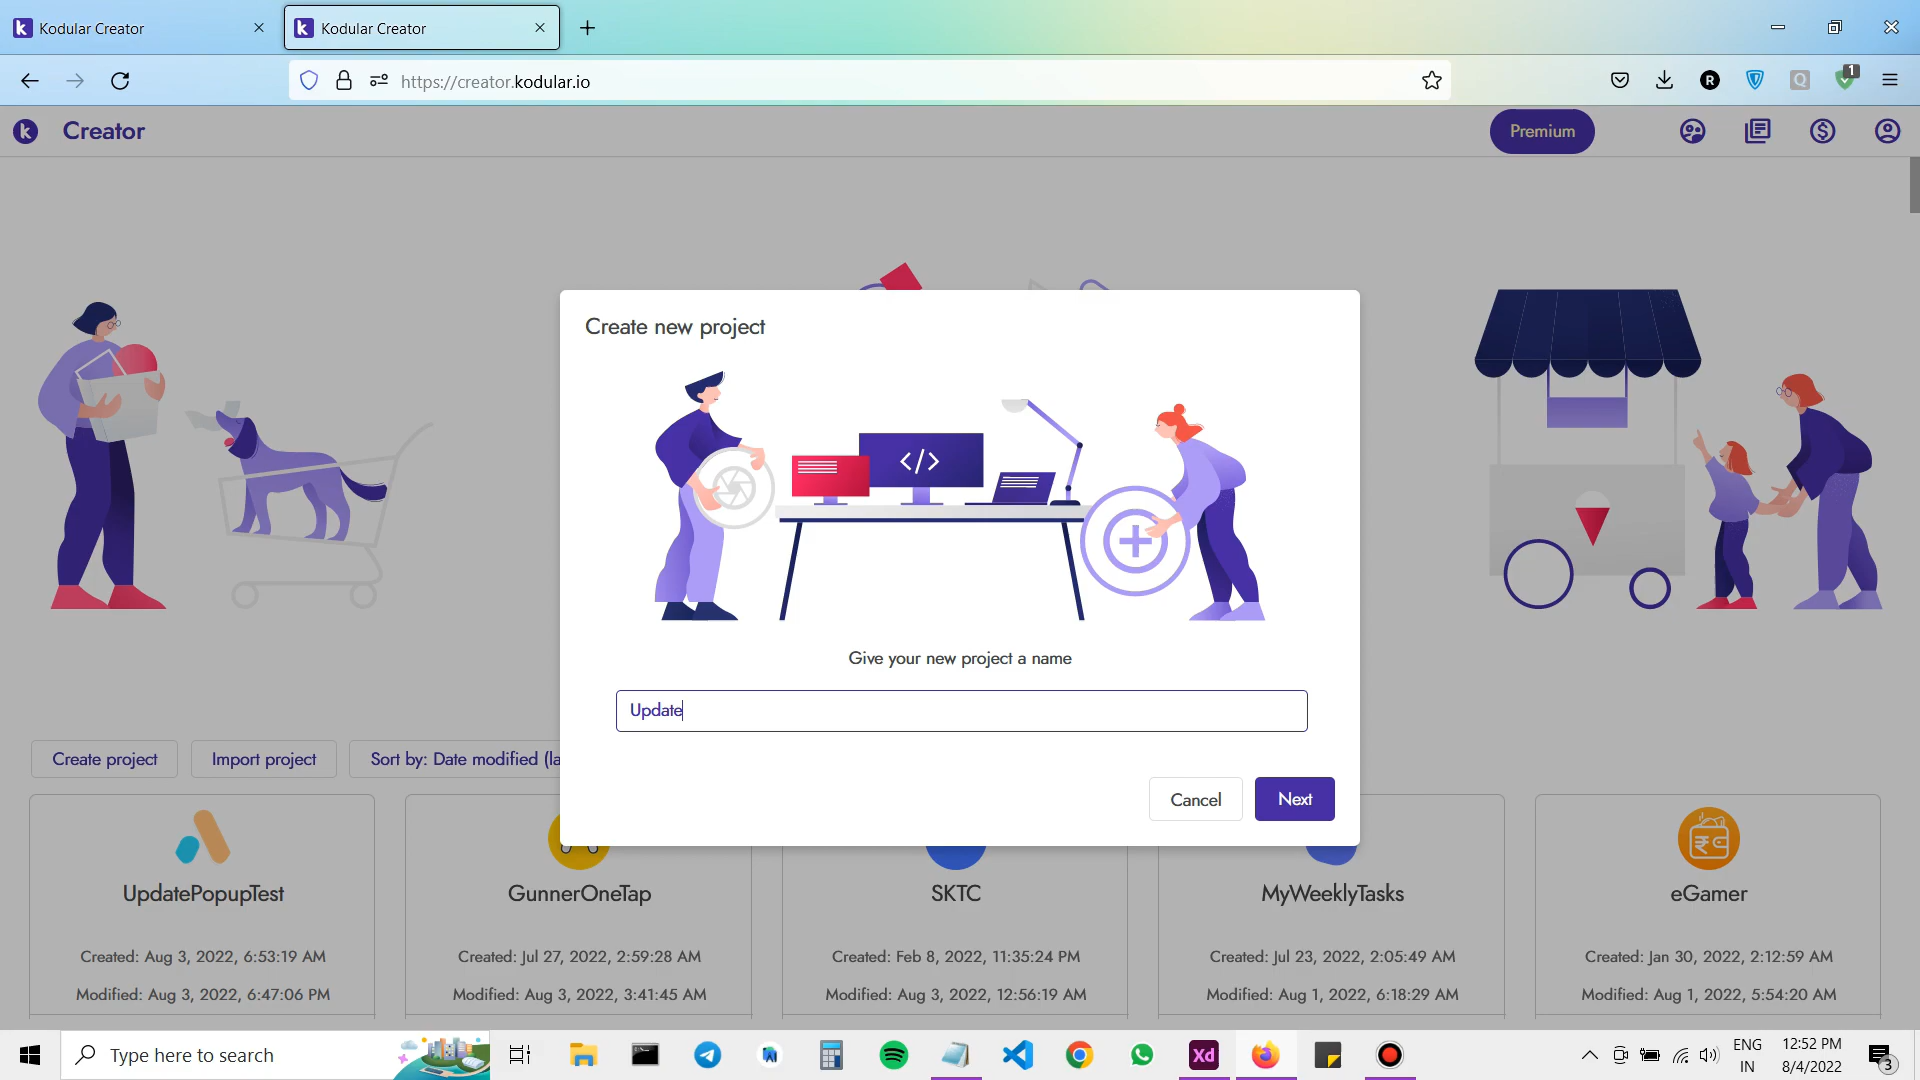 Kodular Creator
Kodular Creator
https://creator.kodular.io
1
Creator
Premium
Create new project
Give your new project a name
Update
Cancel
Next
Create project
Import project
Sort by: Date modified (la
UpdatePopupTest
Created: Aug 3, 2022, 6:53:19 AM
Modified: Aug 3, 2022, 6:47:06 PM
GunnerOneTap
Created: Jul 27, 2022, 2:59:28 AM
Modified: Aug 3, 2022, 3:41:45 AM
SKTC
Created: Feb 8, 2022, 11:35:24 PM
Modified: Aug 3, 2022, 12:56:19 AM
MyWeeklyTasks
Created: Jul 23, 2022, 2:05:49 AM
Modified: Aug 1, 2022, 6:18:29 AM
eGamer
Created: Jan 30, 2022, 2:12:59 AM
Modified: Aug 1, 2022, 5:54:20 AM
Type here to search
Xd
ENG
IN
12:52 PM
8/4/2022
3